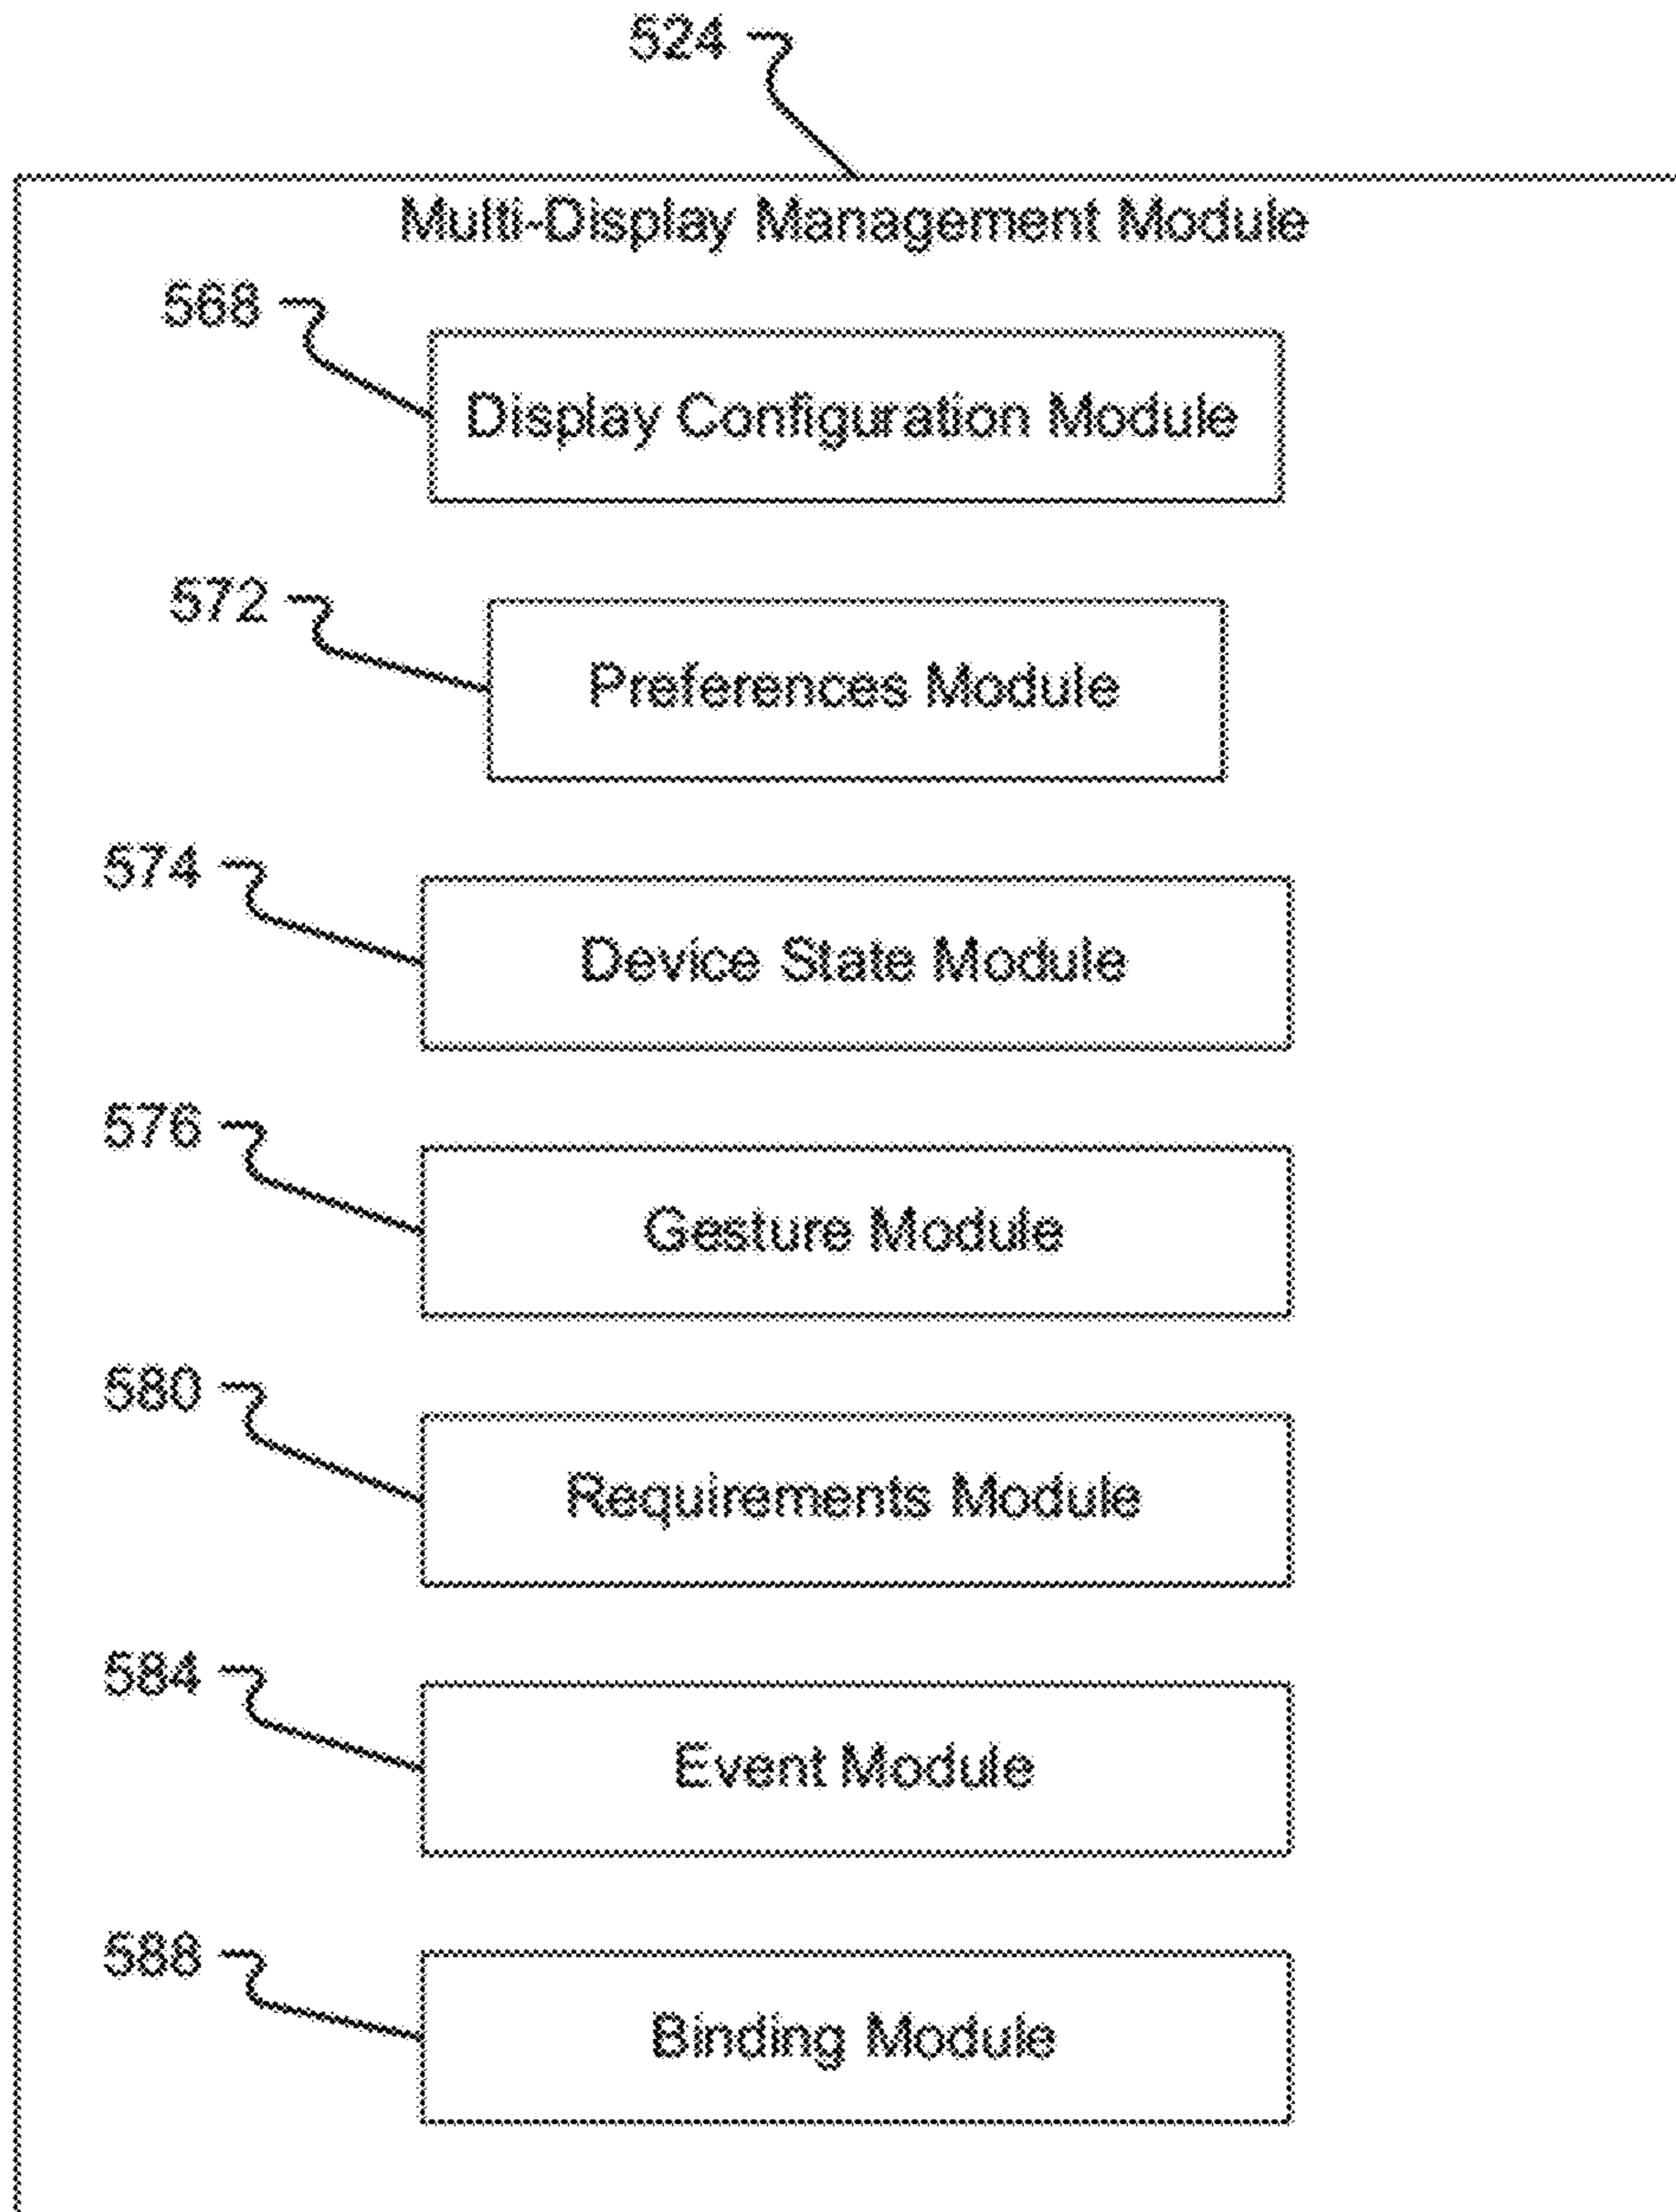 524
Multi-Display Management Module
568
Display Configuration Module
572
Preferences Module
574
Device State Module
576
Gesture Module
580
Requirements Module
584
Event Module
588
Binding Module